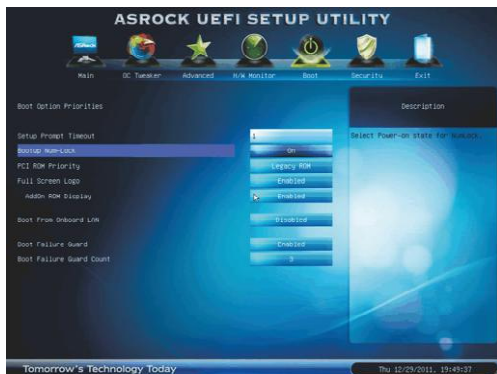 ASROCK UEFI SETUP UTILITY
Main OC Tweaker Advanced H/W Monitor Boot Security Exit
Boot Option Priorities
Description
Setup Prompt Timeout 1
Select Power-on state for NumLock.
Bootup Num-Lock On
PCI ROM Priority Legacy ROM
Full Screen Logo Enabled
AddOn ROM Display Enabled
Boot From Onboard LAN Disabled
Boot Failure Guard Enabled
Boot Failure Guard Count 3
Tomorrow's Technology Today
Thu 12/29/2011, 19:49:37